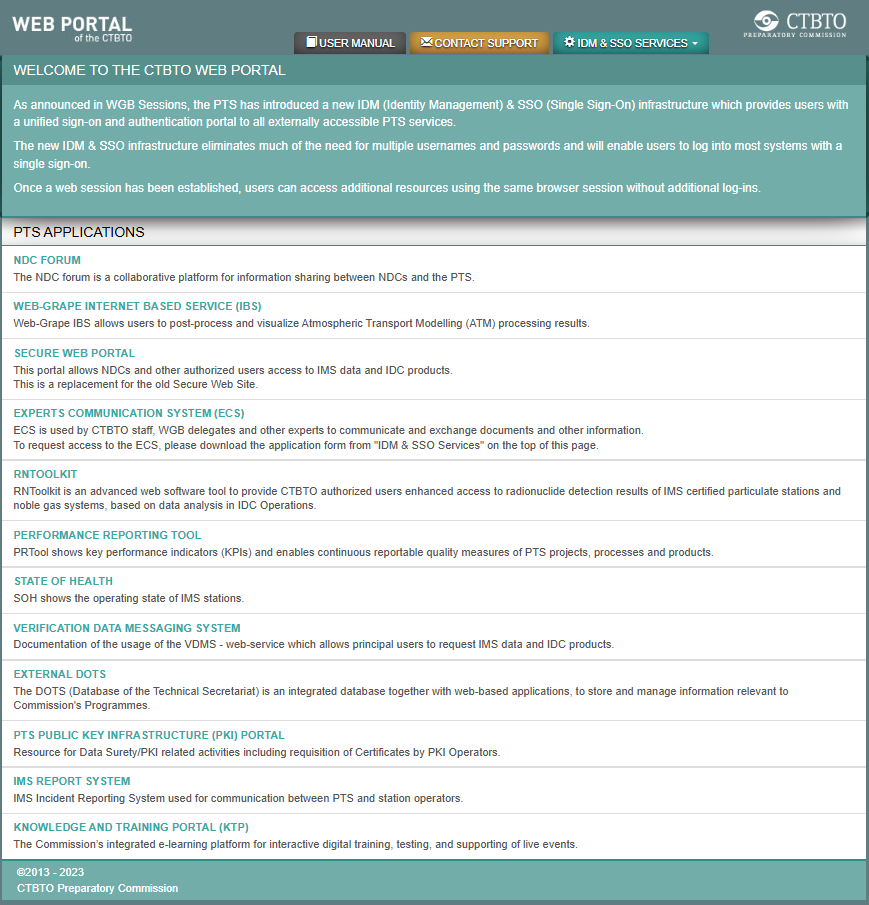 WEB PORTAL
of the CTBTO
USER MANUAL
CONTACT SUPPORT
IDM & SSO SERVICES
CTBTO
PREPARATORY COMMISSION
WELCOME TO THE CTBTO WEB PORTAL
As announced in WGB Sessions, the PTS has introduced a new IDM (Identity Management) & SSO (Single Sign-On) infrastructure which provides users with
a unified sign-on and authentication portal to all externally accessible PTS services.
The new IDM & SSO infrastructure eliminates much of the need for multiple usernames and passwords and will enable users to log into most systems with a
single sign-on.
Once a web session has been established, users can access additional resources using the same browser session without additional log-ins.
PTS APPLICATIONS
NDC FORUM
The NDC forum is a collaborative platform for information sharing between NDCs and the PTS.
WEB-GRAPE INTERNET BASED SERVICE (IBS)
Web-Grape IBS allows users to post-process and visualize Atmospheric Transport Modelling (ATM) processing results.
SECURE WEB PORTAL
This portal allows NDCs and other authorized users access to IMS data and IDC products.
This is a replacement for the old Secure Web Site.
EXPERTS COMMUNICATION SYSTEM (ECS)
ECS is used by CTBTO staff, WGB delegates and other experts to communicate and exchange documents and other information.
To request access to the ECS, please download the application form from "IDM & SSO Services" on the top of this page.
RNTOOLKIT
RNToolkit is an advanced web software tool to provide CTBTO authorized users enhanced access to radionuclide detection results of IMS certified particulate stations and
noble gas systems, based on data analysis in IDC Operations.
PERFORMANCE REPORTING TOOL
PRTool shows key performance indicators (KPIs) and enables continuous reportable quality measures of PTS projects, processes and products.
STATE OF HEALTH
SOH shows the operating state of IMS stations.
VERIFICATION DATA MESSAGING SYSTEM
Documentation of the usage of the VDMS - web-service which allows principal users to request IMS data and IDC products.
EXTERNAL DOTS
The DOTS (Database of the Technical Secretariat) is an integrated database together with web-based applications, to store and manage information relevant to
Commission's Programmes.
PTS PUBLIC KEY INFRASTRUCTURE (PKI) PORTAL
Resource for Data Surety/PKI related activities including requisition of Certificates by PKI Operators.
IMS REPORT SYSTEM
IMS Incident Reporting System used for communication between PTS and station operators.
KNOWLEDGE AND TRAINING PORTAL (KTP)
The Commission's integrated e-learning platform for interactive digital training, testing, and supporting of live events.
©2013 - 2023
CTBTO Preparatory Commission